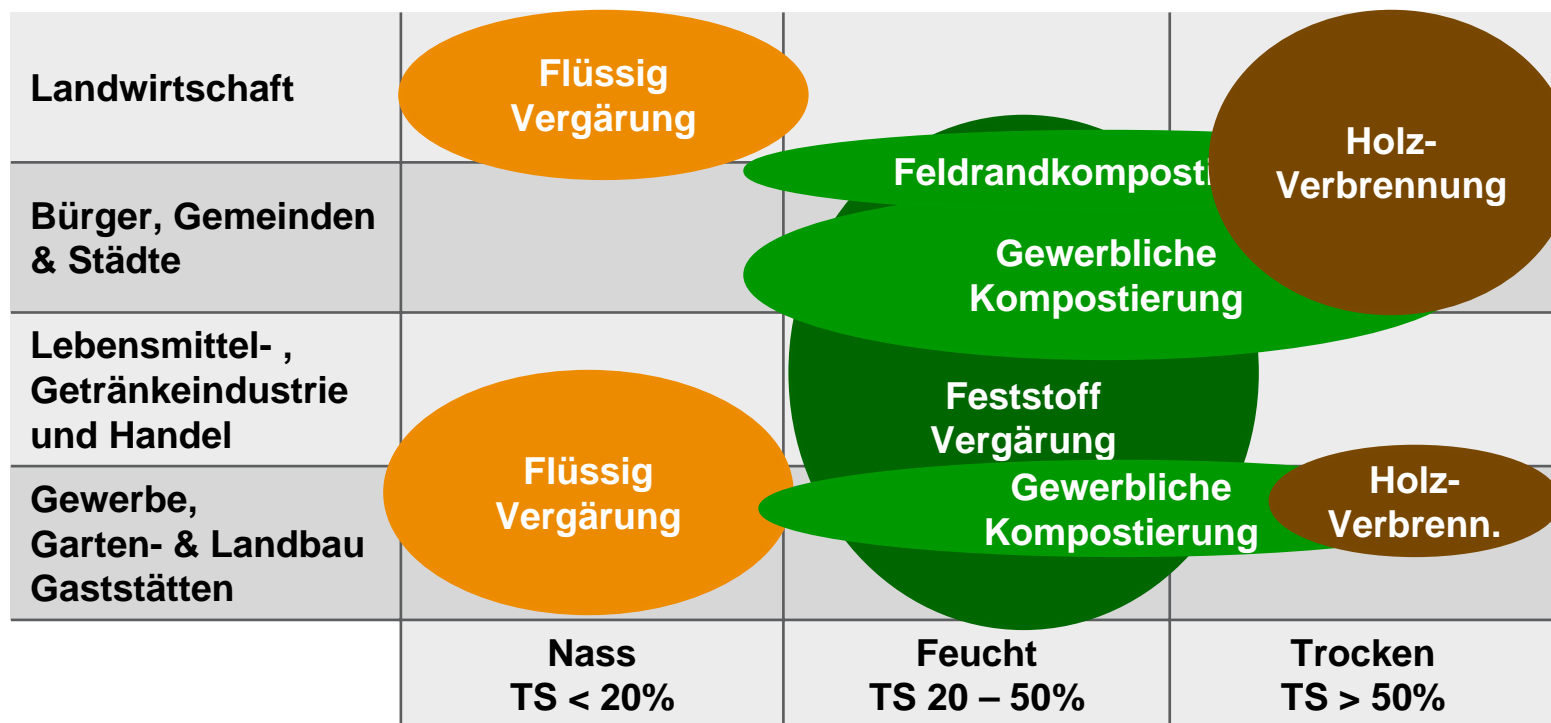 Landwirtschaft
Flüssig
Vergärung
Feldrandkomposti
Holz-
Verbrennung
Bürger, Gemeinden
& Städte
Gewerbliche
Kompostierung
Lebensmittel- ,
Getränkeindustrie
und Handel
Feststoff
Vergärung
Gewerbe,
Garten- & Landbau
Gaststätten
Flüssig
Vergärung
Gewerbliche
Kompostierung
Holz-
Verbrenn.
Nass
TS < 20%
Feucht
TS 20 – 50%
Trocken
TS > 50%